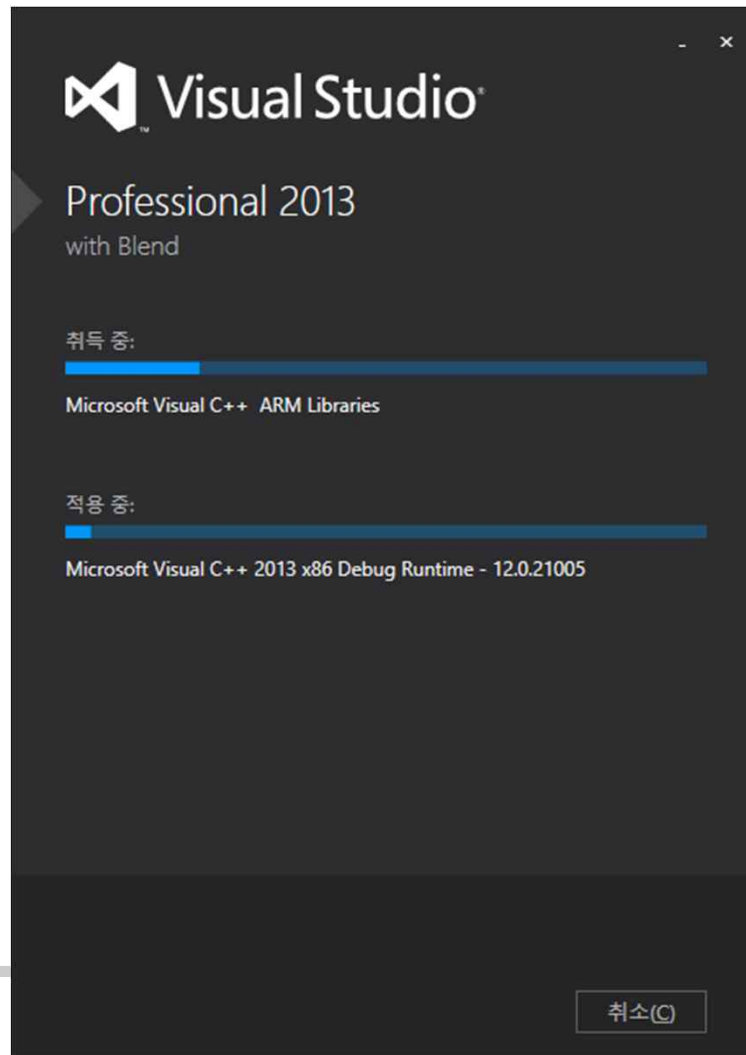 Visual Studio®
™
Professional 2013
with Blend
취득 중:
Microsoft Visual C++  ARM Libraries
적용 중:
Microsoft Visual C++ 2013 x86 Debug Runtime - 12.0.21005
취소(C)